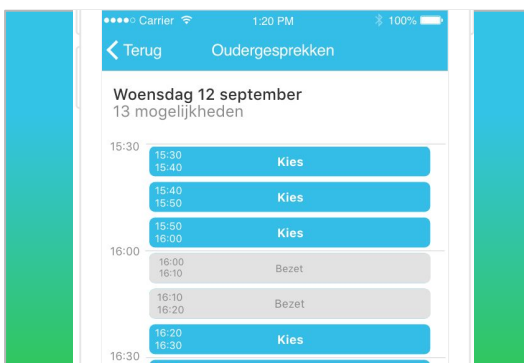 Carrier 1:20 PM 100%
Terug Oudergesprekken
Woensdag 12 september
13 mogelijkheden
15:30
15:30
15:40 Kies
15:40
15:50 Kies
15:50
16:00 Kies
16:00
16:00
16:10 Bezet
16:10
16:20 Bezet
16:20
16:30 Kies
16:30